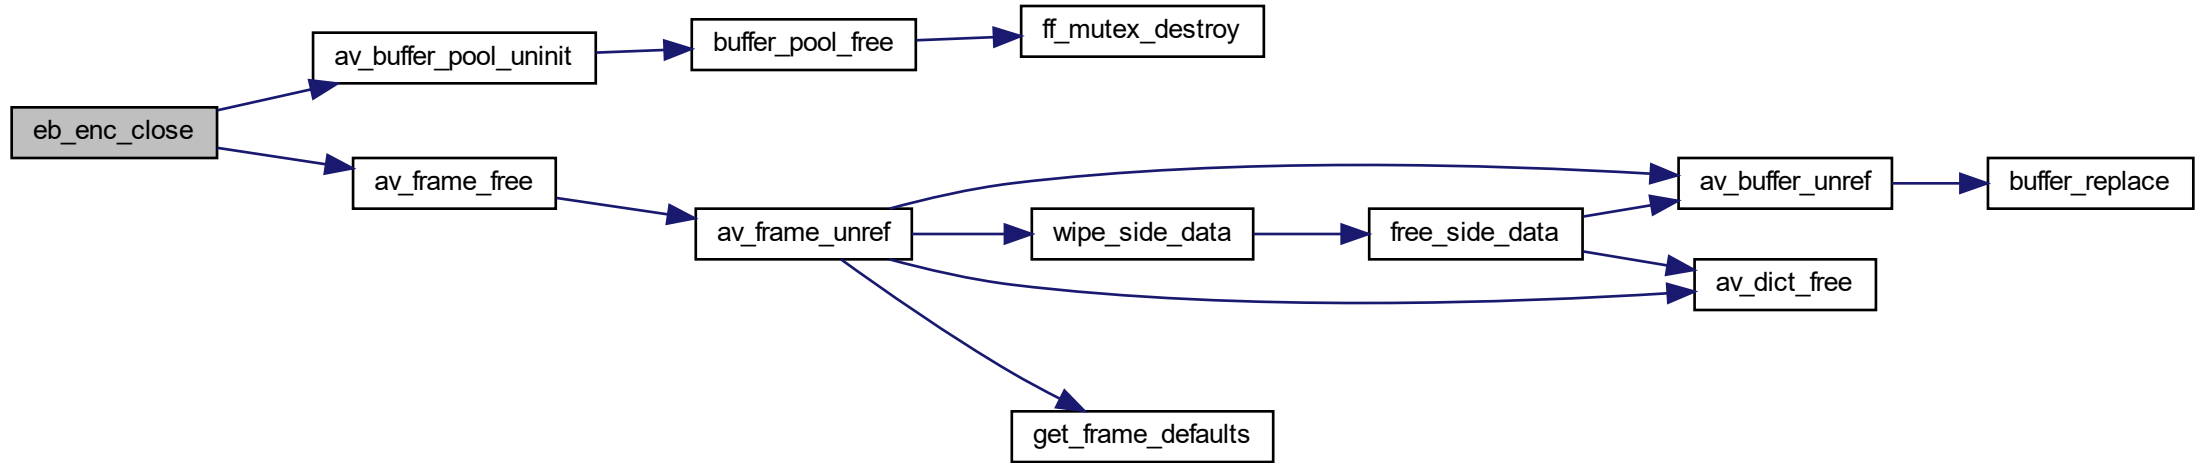 eb_enc_close
av_buffer_pool_uninit
buffer_pool_free
ff_mutex_destroy
av_frame_free
av_frame_unref
wipe_side_data
free_side_data
av_buffer_unref
buffer_replace
av_dict_free
get_frame_defaults